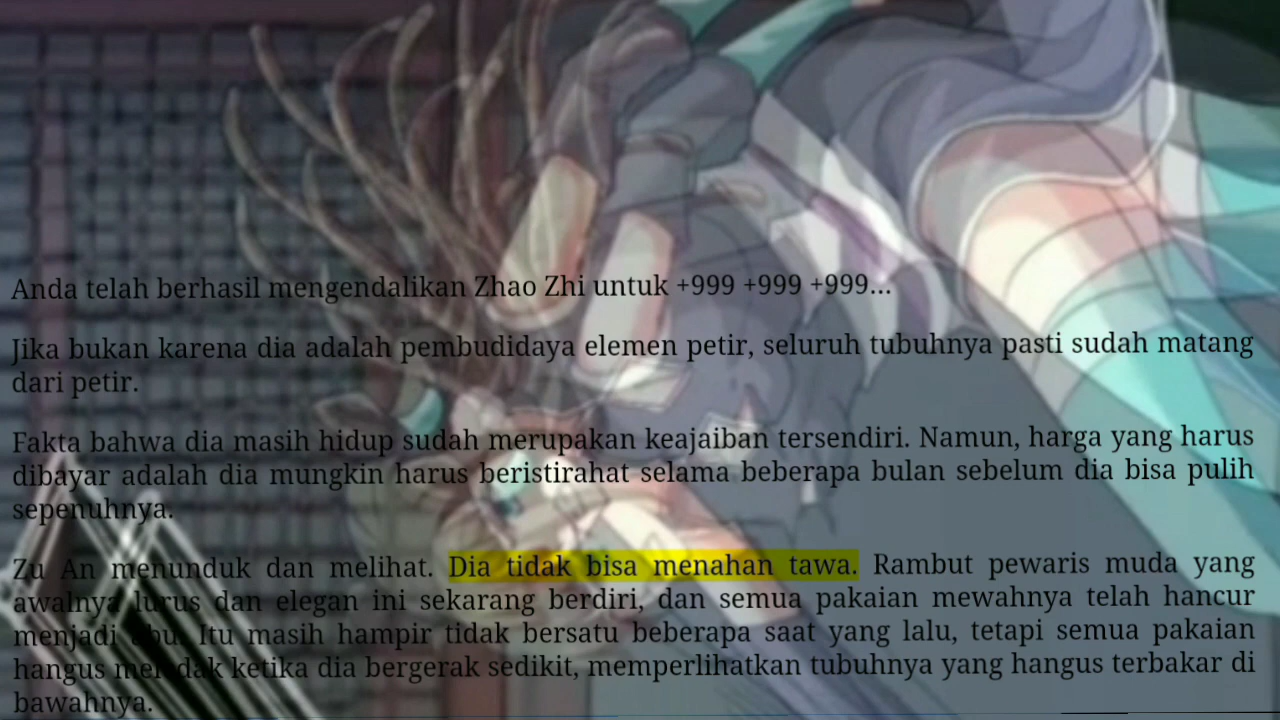 Anda telah berhasil mengendalikan Zhao Zhi untuk +999 +999 +999...
Jika bukan karena dia adalah pembudidaya elemen petir, seluruh tubuhnya pasti sudah matang
dari petir.
Fakta bahwa dia masih hidup sudah merupakan keajaiban tersendiri. Namun, harga yang harus
dibayar adalah dia mungkin harus beristirahat selama beberapa bulan sebelum dia bisa pulih
sepenuhnya.
Zu An menunduk dan melihat. Dia tidak bisa menahan tawa. Rambut pewaris muda yang
awalnya lurus dan elegan ini sekarang berdiri, dan semua pakaian mewahnya telah hancur
menjadi abu. Itu masih hampir tidak bersatu beberapa saat yang lalu, tetapi semua pakaian
hangus meledak ketika dia bergerak sedikit, memperlihatkan tubuhnya yang hangus terbakar di
bawahnya.